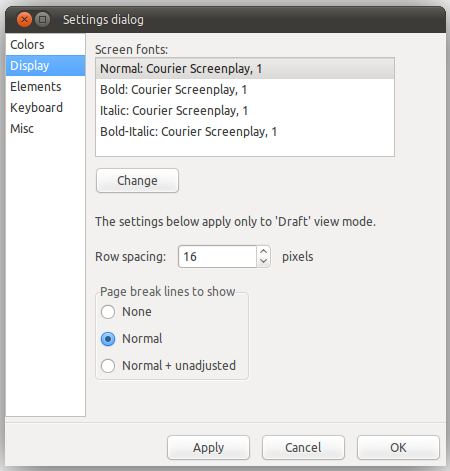 Settings dialog
Colors
Display
Elements
Keyboard
Misc
Screen fonts:
Normal: Courier Screenplay, 1
Bold: Courier Screenplay, 1
Italic: Courier Screenplay, 1
Bold-Italic: Courier Screenplay, 1
Change
The settings below apply only to 'Draft' view mode.
Row spacing: 16 pixels
Page break lines to show
None
Normal
Normal + unadjusted
Apply Cancel OK